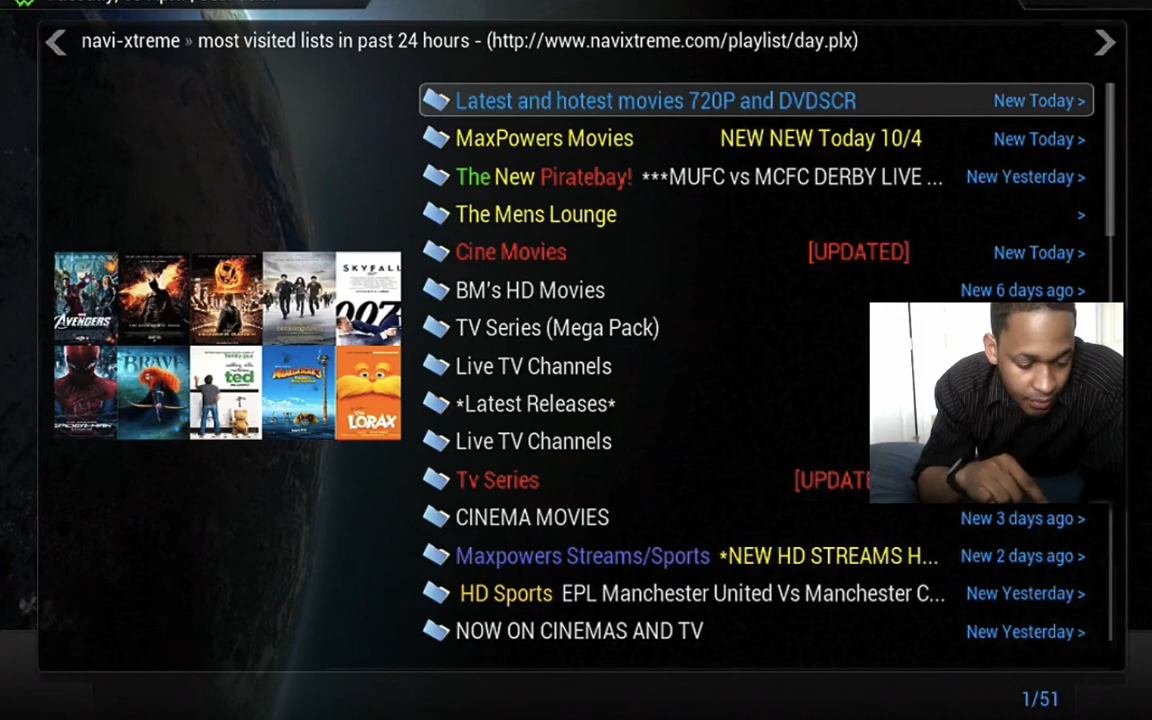 navi-xtreme » most visited lists in past 24 hours - (http://www.navixtreme.com/playlist/day.plx)
Latest and hotest movies 720P and DVDSCR New Today >
MaxPowers Movies NEW NEW Today 10/4 New Today >
The New Piratebay! ***MUFC vs MCFC DERBY LIVE ... New Yesterday >
The Mens Lounge >
Cine Movies [UPDATED] New Today >
BM's HD Movies New 6 days ago >
TV Series (Mega Pack)
Live TV Channels
*Latest Releases*
Live TV Channels
Tv Series [UPDATE
CINEMA MOVIES New 3 days ago >
Maxpowers Streams/Sports *NEW HD STREAMS H... New 2 days ago >
HD Sports EPL Manchester United Vs Manchester C... New Yesterday >
NOW ON CINEMAS AND TV New Yesterday >
AVENGERS
SKYFALL
007
SPIDER-MAN
BRAVE
ted
LORAX
1/51